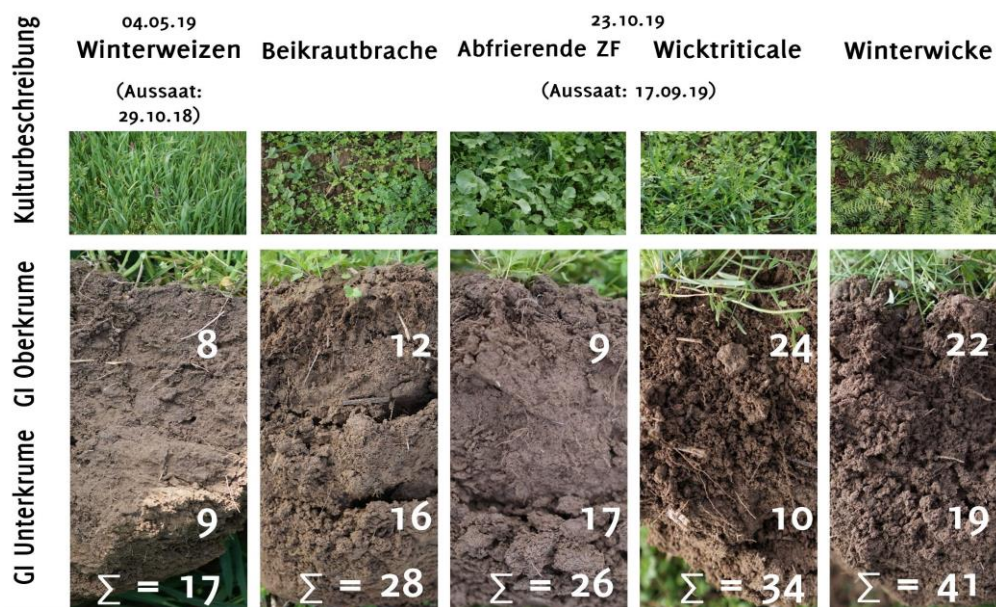 04.05.19
23.10.19
Winterweizen
Beikrautbrache
Abfrierende ZF
Wicktriticale
Winterwicke
(Aussaat:
29.10.18)
(Aussaat: 17.09.19)
Kulturbeschreibung
GI Oberkrume
8
12
9
24
22
GI Unterkrume
9
16
17
10
19
∑ = 17
∑ = 28
∑ = 26
∑ = 34
∑ = 41